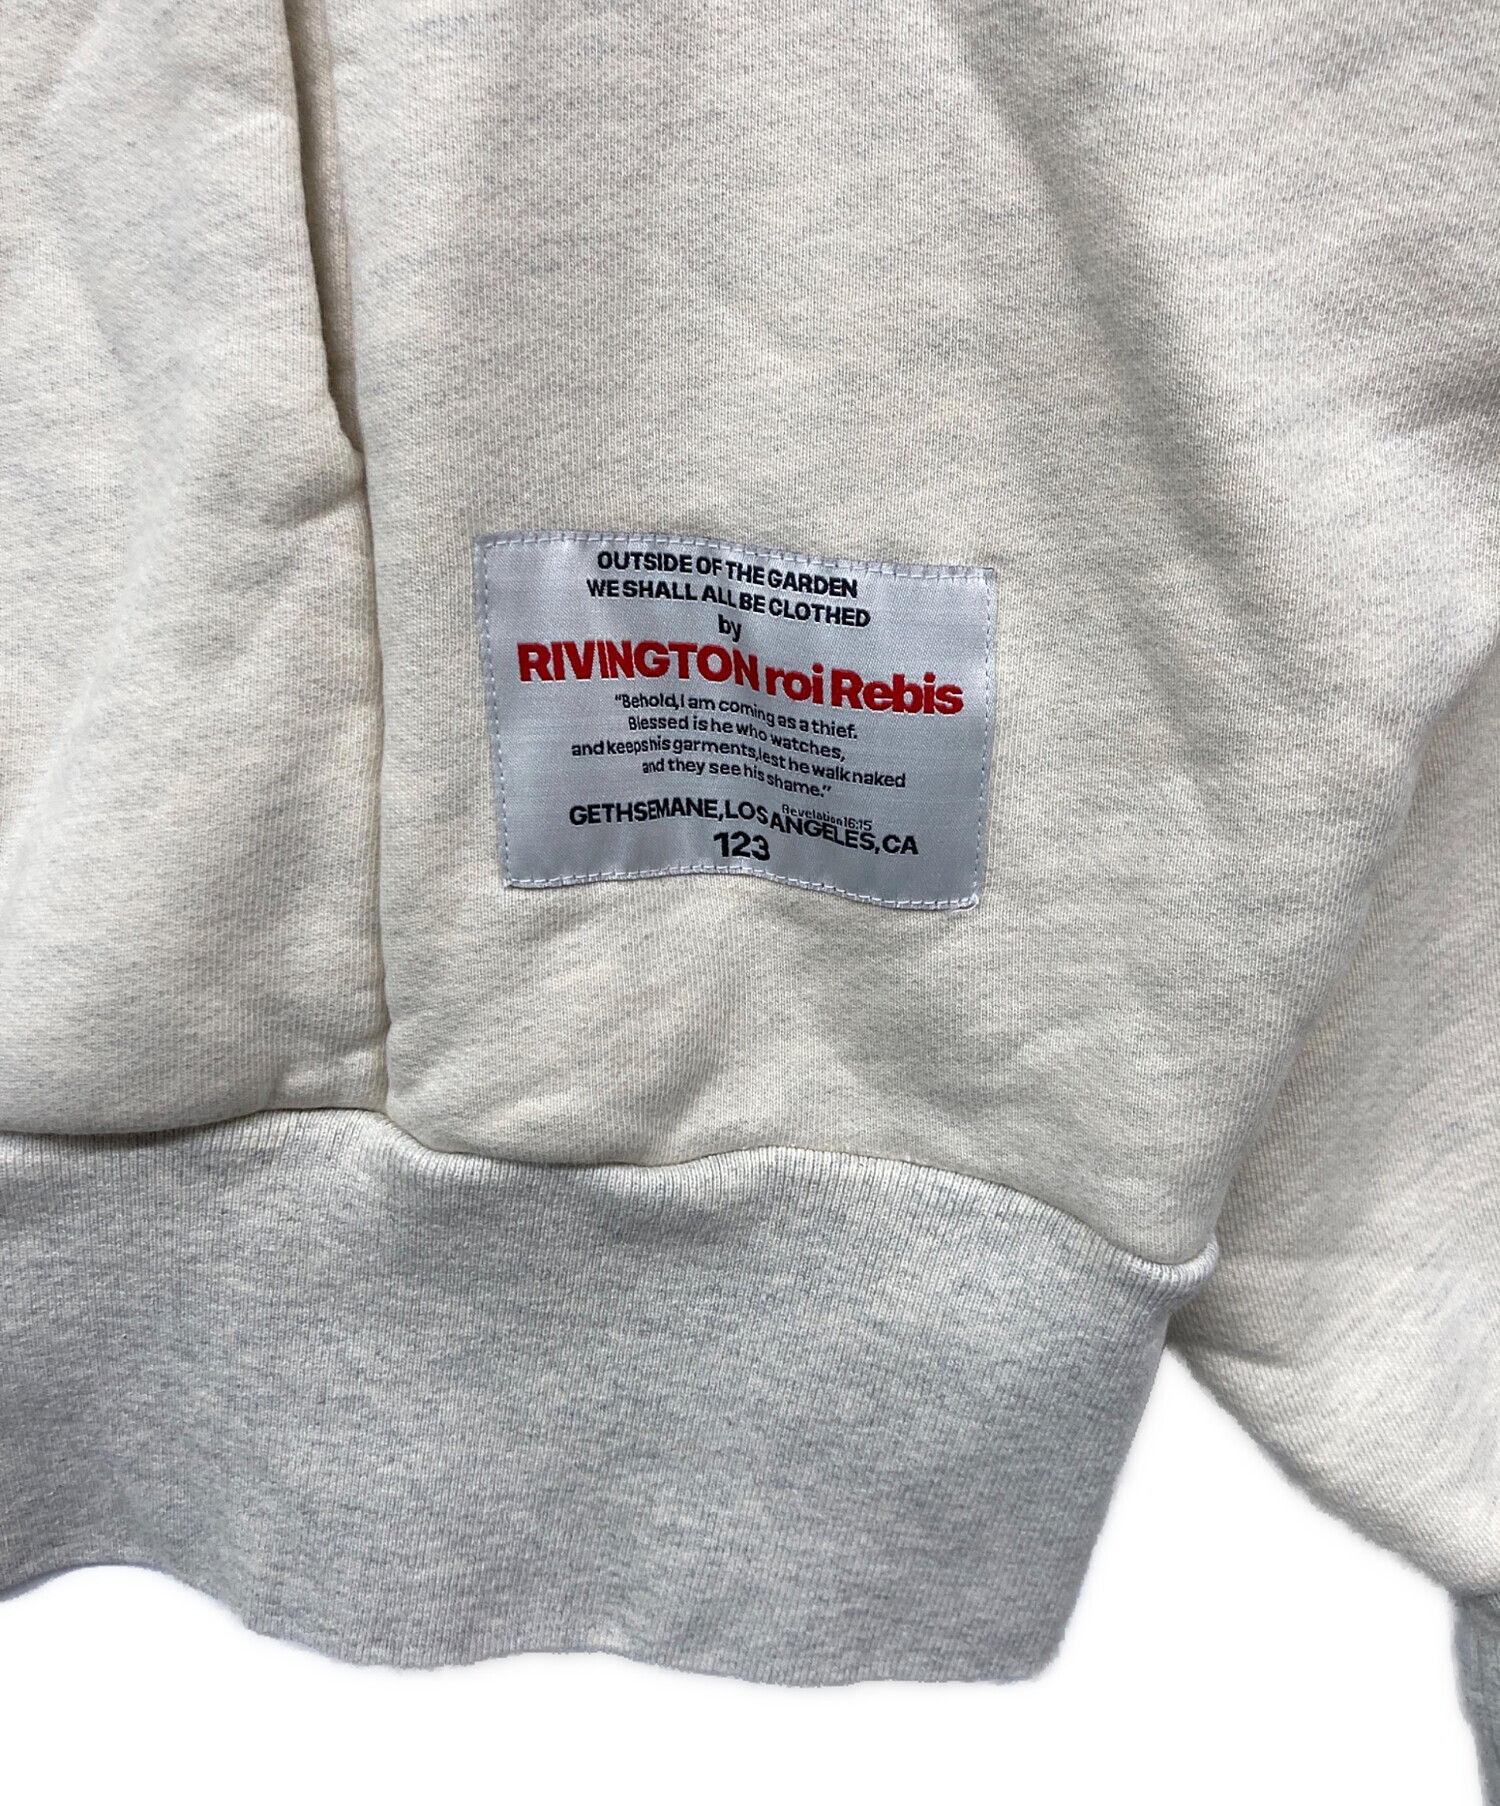 OUTSIDE OF THE GARDEN
WE SHALL ALL BE CLOTHED
by
RIVINGTON roi Rebis
"Behold, I am coming as a thief.
Blessed is he who watches,
and keeps his garments, lest he walk naked
and they see his shame."
Revelation 16:15
GETHSEMANE, LOS ANGELES, CA
123